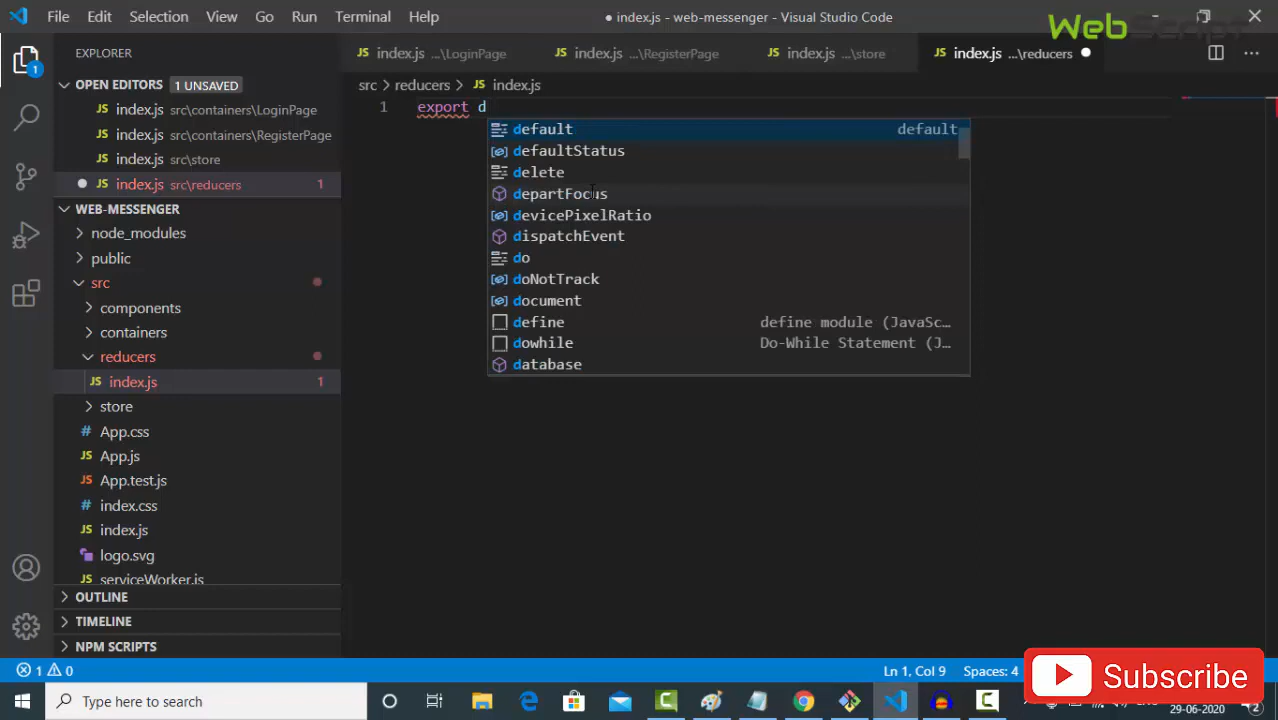 File Edit Selection View Go Run Terminal Help
● index.js - web-messenger - Visual Studio Code
WebScript
EXPLORER
OPEN EDITORS 1 UNSAVED
JS index.js src\containers\LoginPage
JS index.js src\containers\RegisterPage
JS index.js src\store
JS index.js src\reducers 1
WEB-MESSENGER
node_modules
public
src
components
containers
reducers
JS index.js 1
store
App.css
JS App.js
JS App.test.js
index.css
JS index.js
logo.svg
JS serviceWorker.js
OUTLINE
TIMELINE
NPM SCRIPTS
JS index.js ...\LoginPage JS index.js ...\RegisterPage JS index.js ...\store JS index.js ...\reducers
src > reducers > JS index.js
1 export d
default default
defaultStatus
delete
departFocus
devicePixelRatio
dispatchEvent
do
doNotTrack
document
define define module (JavaSc…
dowhile Do-While Statement (J…
database
1 0
Ln 1, Col 9 Spaces: 4
Subscribe
Type here to search
29-06-2020
2